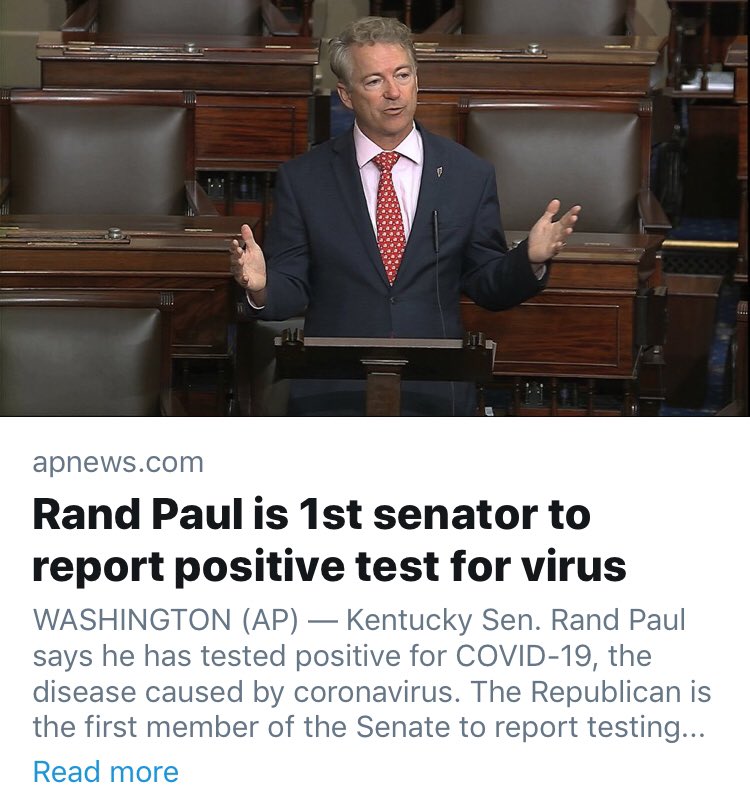 apnews.com
Rand Paul is 1st senator to
report positive test for virus
WASHINGTON (AP) — Kentucky Sen. Rand Paul
says he has tested positive for COVID-19, the
disease caused by coronavirus. The Republican is
the first member of the Senate to report testing...
Read more